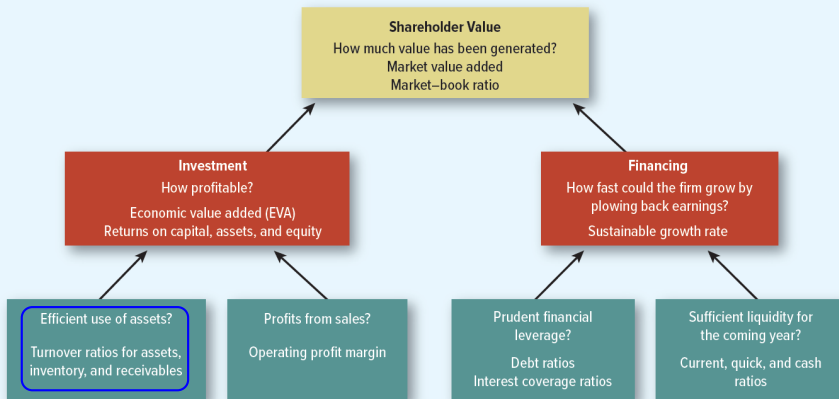 Shareholder Value
How much value has been generated?
Market value added
Market–book ratio
Investment
How profitable?
Economic value added (EVA)
Returns on capital, assets, and equity
Financing
How fast could the firm grow by
plowing back earnings?
Sustainable growth rate
Efficient use of assets?
Turnover ratios for assets,
inventory, and receivables
Profits from sales?
Operating profit margin
Prudent financial
leverage?
Debt ratios
Interest coverage ratios
Sufficient liquidity for
the coming year?
Current, quick, and cash
ratios